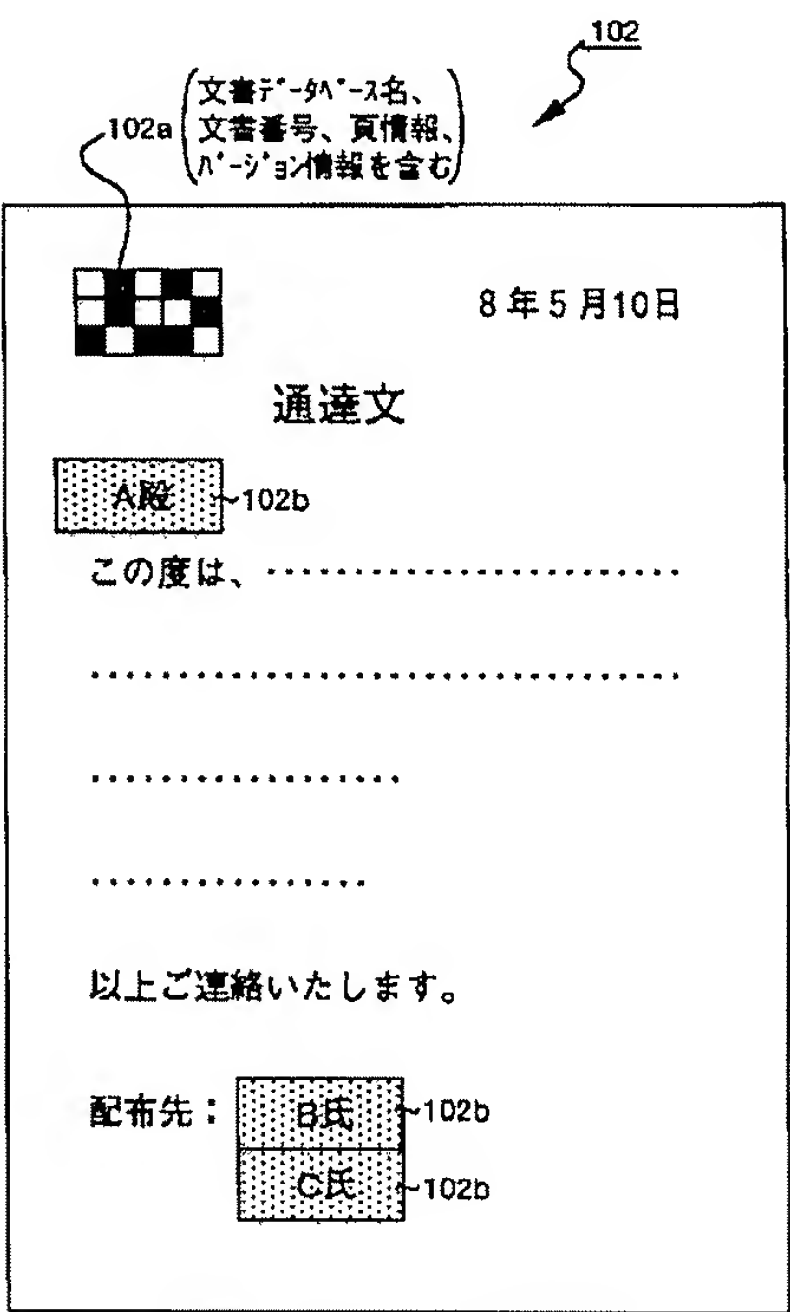 102
102a
文書データベース名、
文書番号、頁情報、
バージョン情報を含む
8年5月10日
通達文
A殿
102b
この度は、……………………
………………………………
………………
……………
以上ご連絡いたします。
配布先：
B氏
102b
C氏
102b